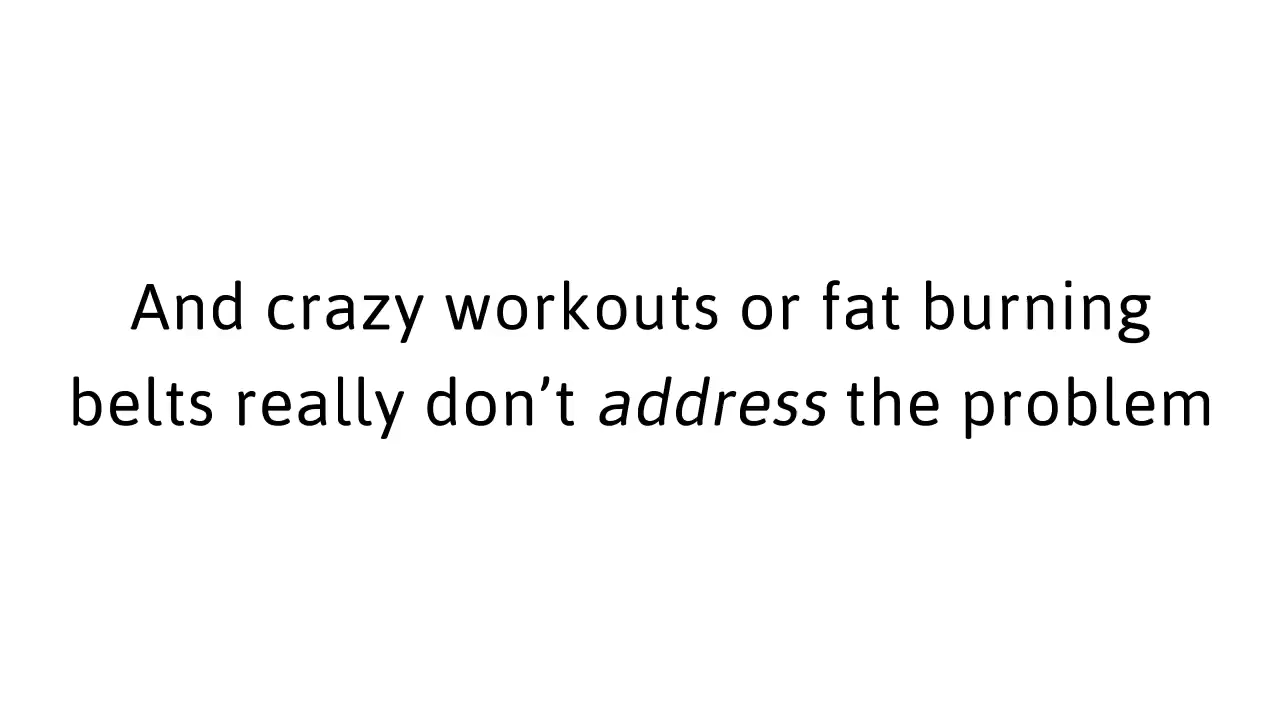 And crazy workouts or fat burning
belts really don’t address the problem